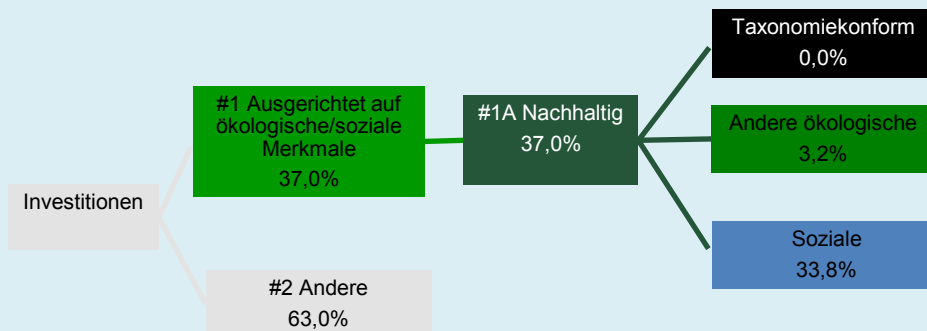 Investitionen
#1 Ausgerichtet auf
ökologische/soziale
Merkmale
37,0%
#2 Andere
63,0%
#1A Nachhaltig
37,0%
Taxonomiekonform
0,0%
Andere ökologische
3,2%
Soziale
33,8%